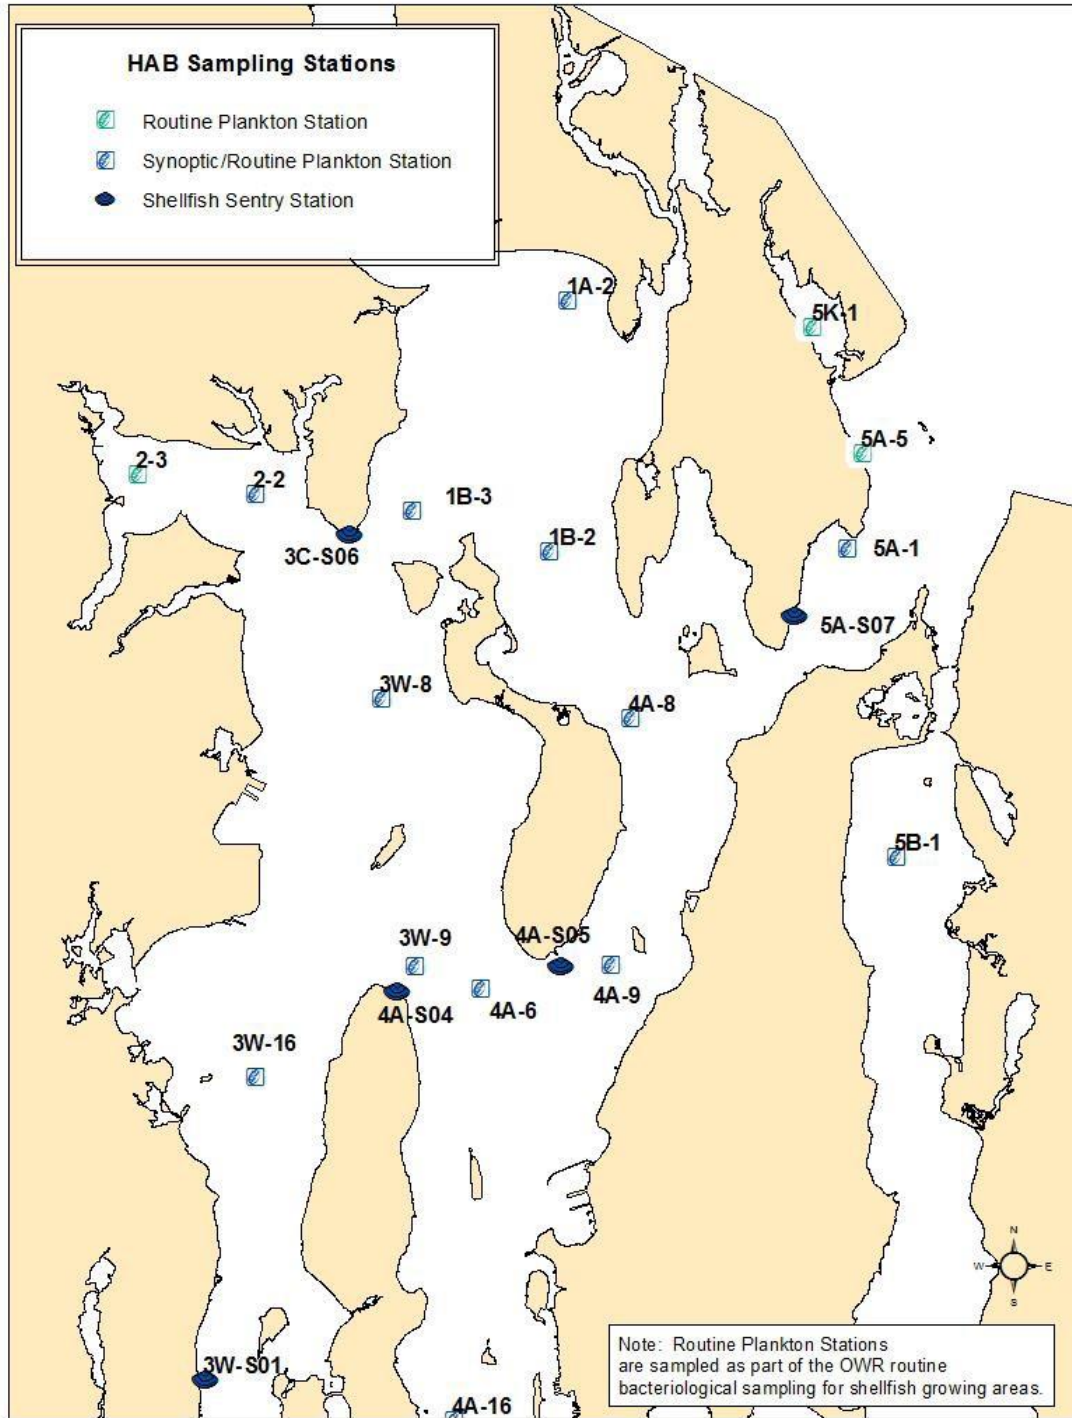 HAB Sampling Stations
Routine Plankton Station
Synoptic/Routine Plankton Station
Shellfish Sentry Station
1A-2
5K-1
5A-5
2-3
2-2
1B-3
1B-2
5A-1
3C-S06
5A-S07
3W-8
4A-8
5B-1
3W-9
4A-S05
4A-S04
4A-6
4A-9
3W-16
N
W
E
S
3W-S01
4A-16
Note: Routine Plankton Stations
are sampled as part of the OWR routine
bacteriological sampling for shellfish growing areas.